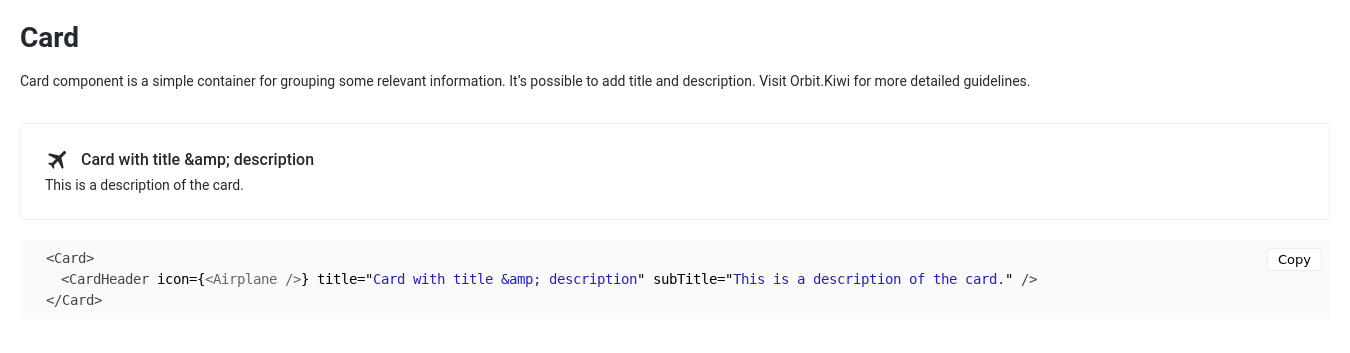 Card
Card component is a simple container for grouping some relevant information. It’s possible to add title and description. Visit Orbit.Kiwi for more detailed guidelines.
Card with title &amp; description
This is a description of the card.
Copy
<Card>
<CardHeader icon={<Airplane />} title="Card with title &amp; description" subTitle="This is a description of the card." />
</Card>